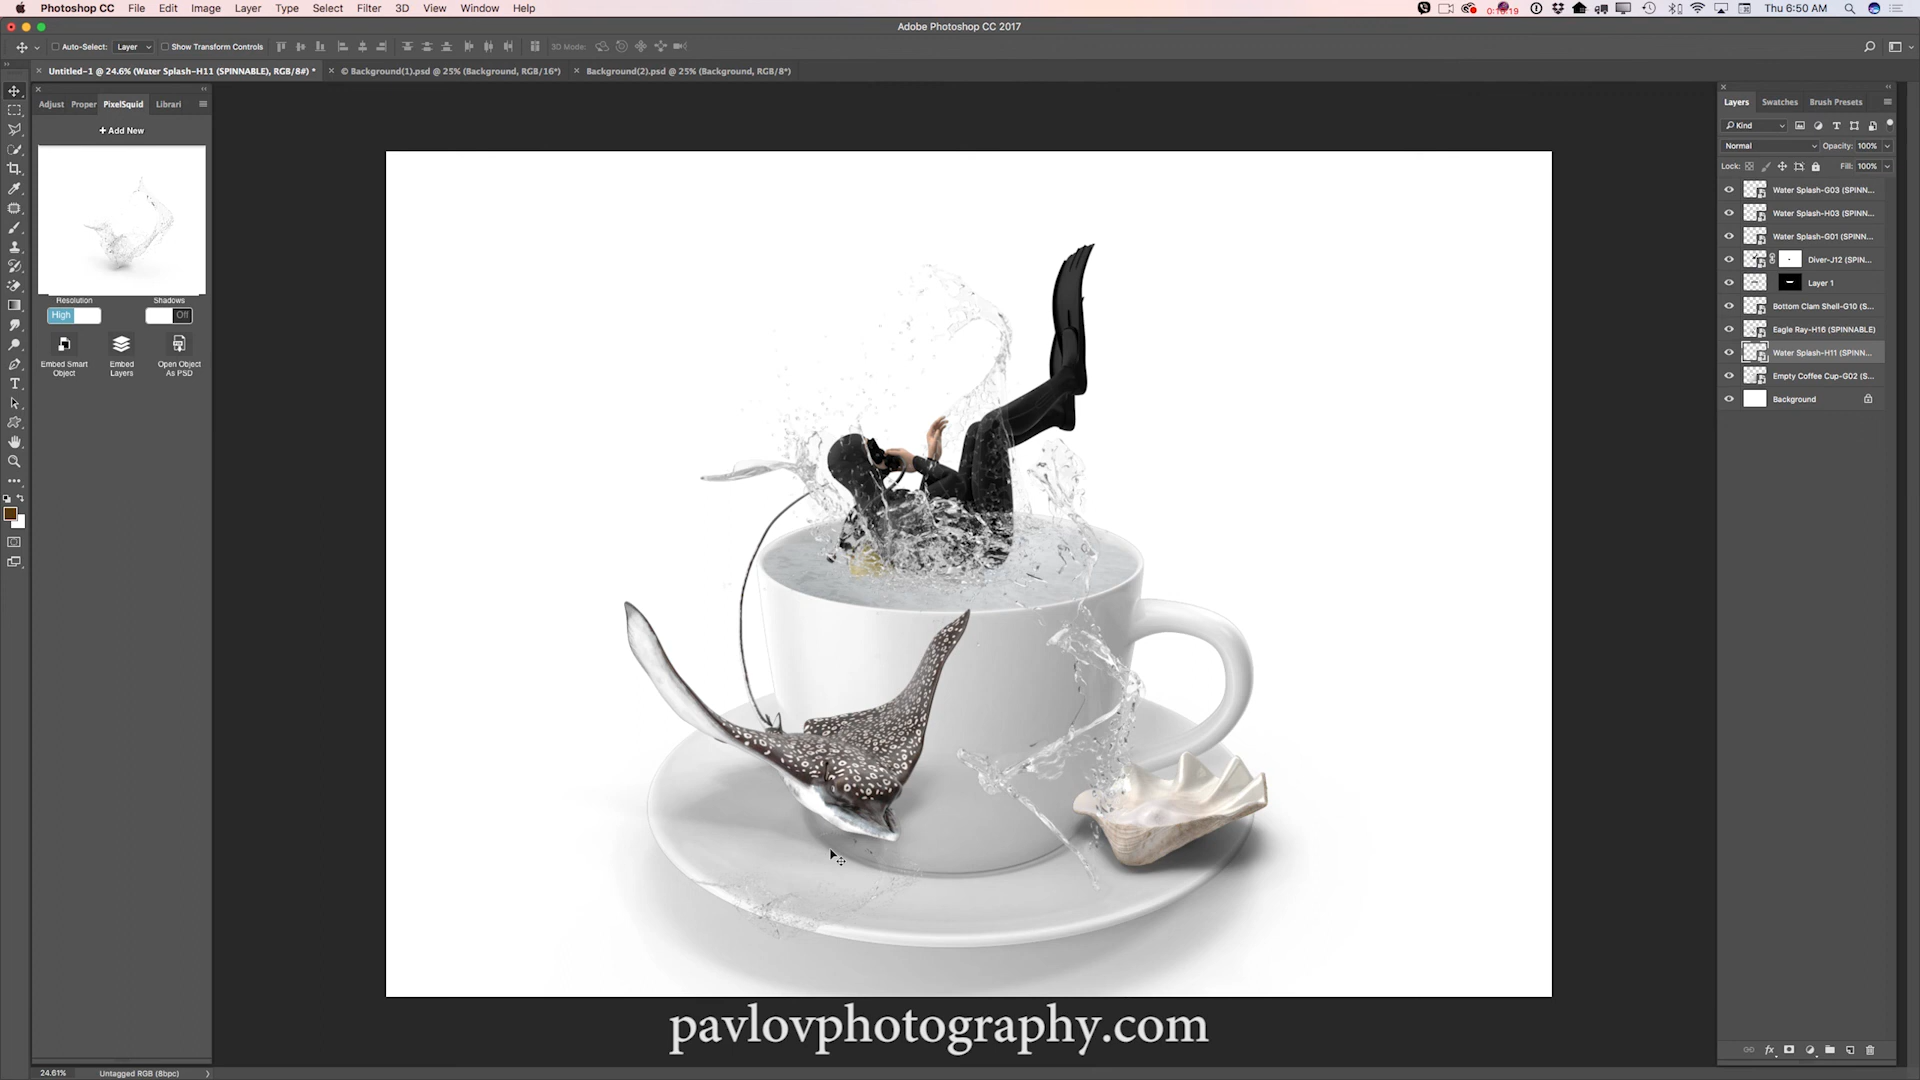 Photoshop CC File Edit Image Layer Type Select Filter 3D View Window Help
Thu 6:50 AM
Adobe Photoshop CC 2017
Auto-Select: Layer Show Transform Controls
3D Mode:
Untitled-1 @ 24.6% (Water Splash-H11 (SPINNABLE), RGB/8#) *
© Background(1).psd @ 25% (Background, RGB/16*)
Background(2).psd @ 25% (Background, RGB/8*)
Adjust Proper PixelSquid Librari
+ Add New
Resolution Shadows
High Off
Embed Smart Object
Embed Layers
Open Object As PSD
Layers Swatches Brush Presets
Kind
Normal Opacity: 100%
Lock: Fill: 100%
Water Splash-G03 (SPINN...
Water Splash-H03 (SPINN...
Water Splash-G01 (SPINN...
Diver-J12 (SPIN...
Layer 1
Bottom Clam Shell-G10 (S...
Eagle Ray-H16 (SPINNABLE)
Water Splash-H11 (SPINN...
Empty Coffee Cup-G02 (S...
Background
fx
pavlovphotography.com
24.61% Untagged RGB (8bpc)